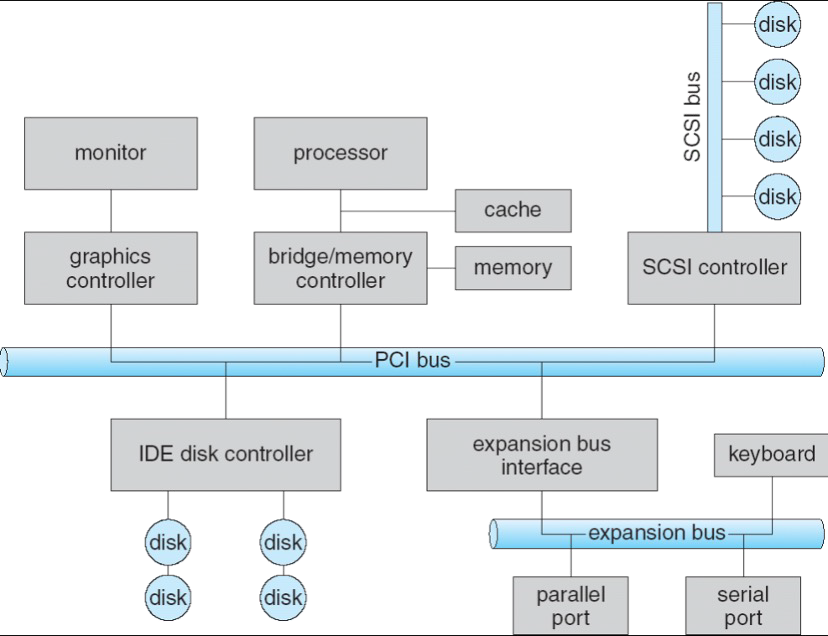 disk
disk
SCSI bus
disk
disk
monitor
processor
cache
graphics
controller
bridge/memory
controller
memory
SCSI controller
PCI bus
IDE disk controller
expansion bus
interface
keyboard
disk
disk
expansion bus
disk
disk
parallel
port
serial
port